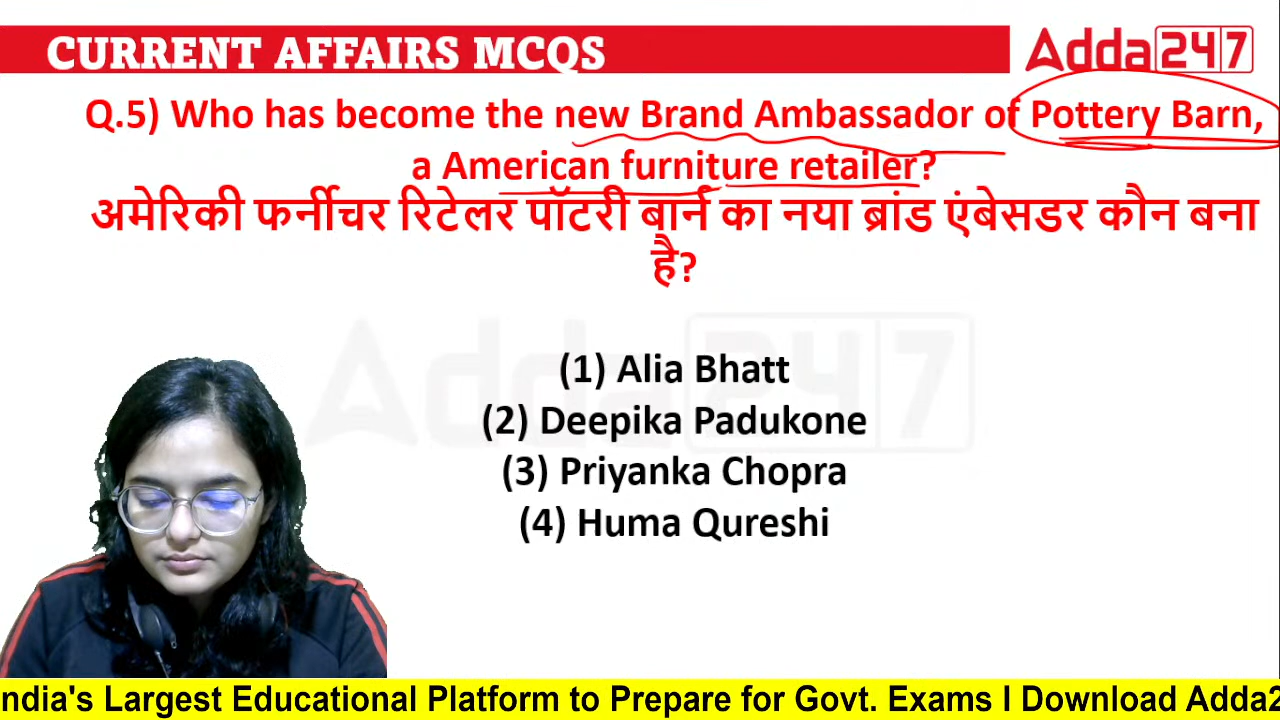 CURRENT AFFAIRS MCQS
Adda247
Q.5) Who has become the new Brand Ambassador of Pottery Barn,
a American furniture retailer?
अमेरिकी फर्नीचर रिटेलर पॉटरी बार्न का नया ब्रांड एंबेसडर कौन बना
है?
Adda247
(1) Alia Bhatt
(2) Deepika Padukone
(3) Priyanka Chopra
(4) Huma Qureshi
ndia's Largest Educational Platform to Prepare for Govt. Exams I Download Adda2